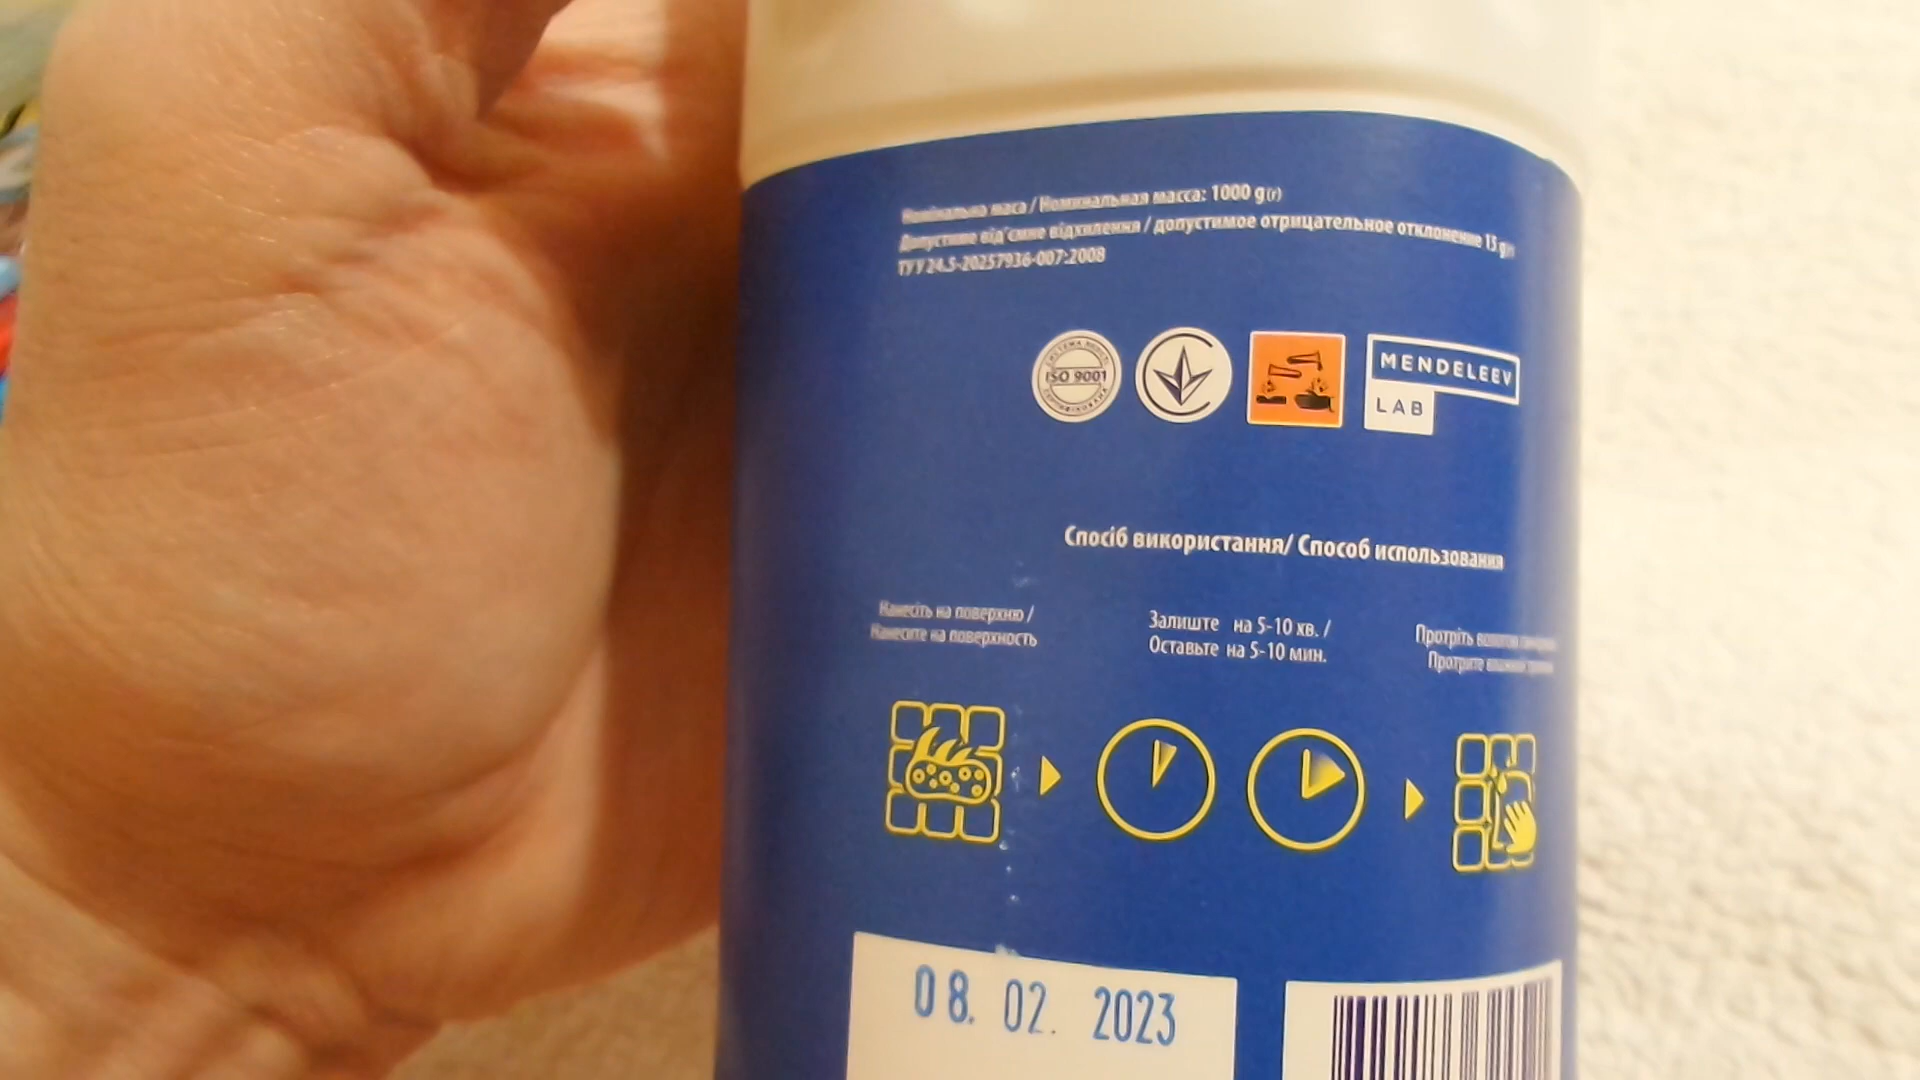 Номінальна маса / Номинальная масса: 1000 g(г)
Допустиме від'ємне відхилення / допустимое отрицательное отклонение 15 g
ТУ У 24.5-20257936-007:2008
ISO 9001
MENDELEEV
LAB
Спосіб використання/ Способ использования
Нанесіть на поверхню /
Нанесите на поверхность
Залиште на 5-10 хв. /
Оставьте на 5-10 мин.
Протріть
Протрите
08. 02. 2023